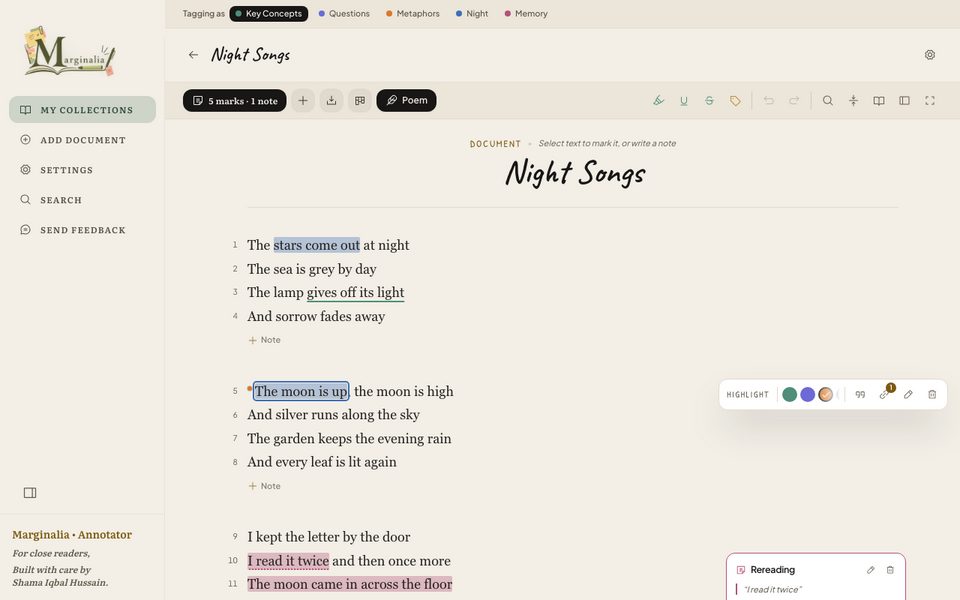 Tagging as Key Concepts Questions Metaphors Night Memory
Marginalia
Night Songs
MY COLLECTIONS
ADD DOCUMENT
SETTINGS
SEARCH
SEND FEEDBACK
5 marks · 1 note
Poem
DOCUMENT • Select text to mark it, or write a note
Night Songs
1 The stars come out at night
2 The sea is grey by day
3 The lamp gives off its light
4 And sorrow fades away
+ Note
5 The moon is up, the moon is high
6 And silver runs along the sky
7 The garden keeps the evening rain
8 And every leaf is lit again
+ Note
HIGHLIGHT 1
9 I kept the letter by the door
10 I read it twice and then once more
11 The moon came in across the floor
Rereading
"I read it twice"
Marginalia • Annotator
For close readers,
Built with care by
Shama Iqbal Hussain.